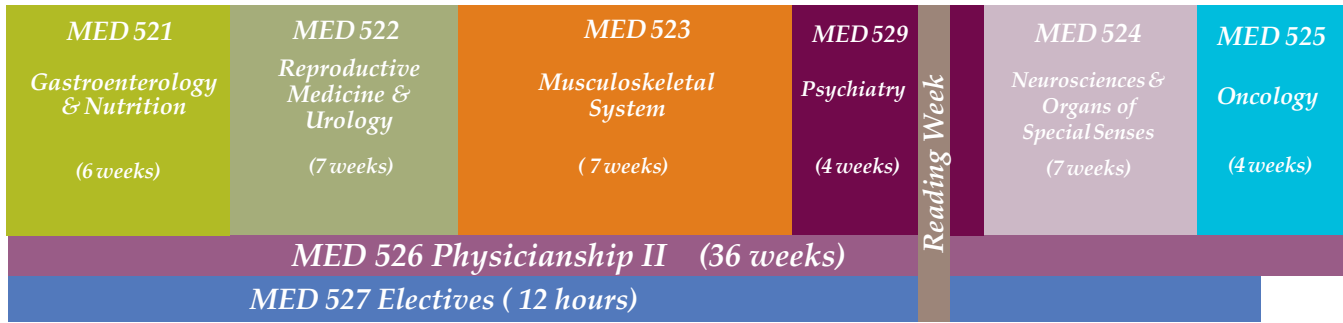 MED 521
Gastroenterology
& Nutrition
(6 weeks)
MED 522
Reproductive
Medicine &
Urology
(7 weeks)
MED 523
Musculoskeletal
System
( 7 weeks)
MED 529
Psychiatry
(4 weeks)
Reading Week
MED 524
Neurosciences &
Organs of
Special Senses
(7 weeks)
MED 525
Oncology
(4 weeks)
MED 526 Physicianship II (36 weeks)
MED 527 Electives ( 12 hours)